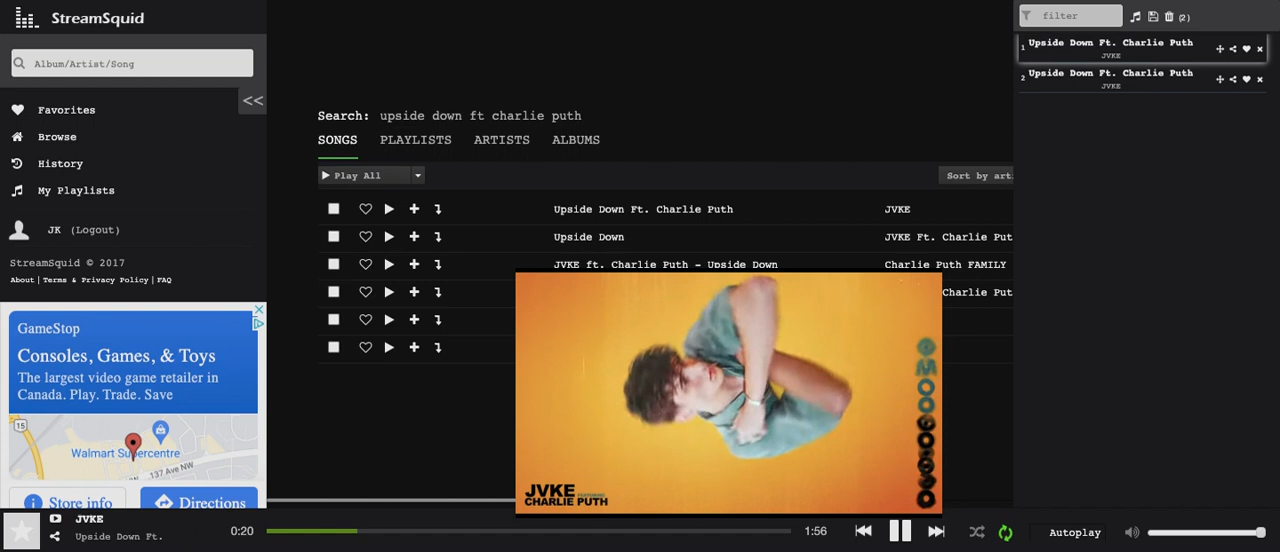 StreamSquid
Album/Artist/Song
<<
Favorites
Browse
History
My Playlists
JK (Logout)
StreamSquid © 2017
About | Terms & Privacy Policy | FAQ
GameStop
Consoles, Games, & Toys
The largest video game retailer in
Canada. Play. Trade. Save
15
Walmart Supercentre
137 Ave NW
Store info
Directions
Search: upside down ft charlie puth
SONGS PLAYLISTS ARTISTS ALBUMS
Play All
Sort by art
Upside Down Ft. Charlie Puth JVKE
Upside Down JVKE Ft. Charlie Put
JVKE ft. Charlie Puth - Upside Down Charlie Puth FAMILY
Charlie Put
JVKE FEATURING
CHARLIE PUTH
filter
(2)
1 Upside Down Ft. Charlie Puth
JVKE
2 Upside Down Ft. Charlie Puth
JVKE
JVKE
Upside Down Ft.
0:20
1:56
Autoplay